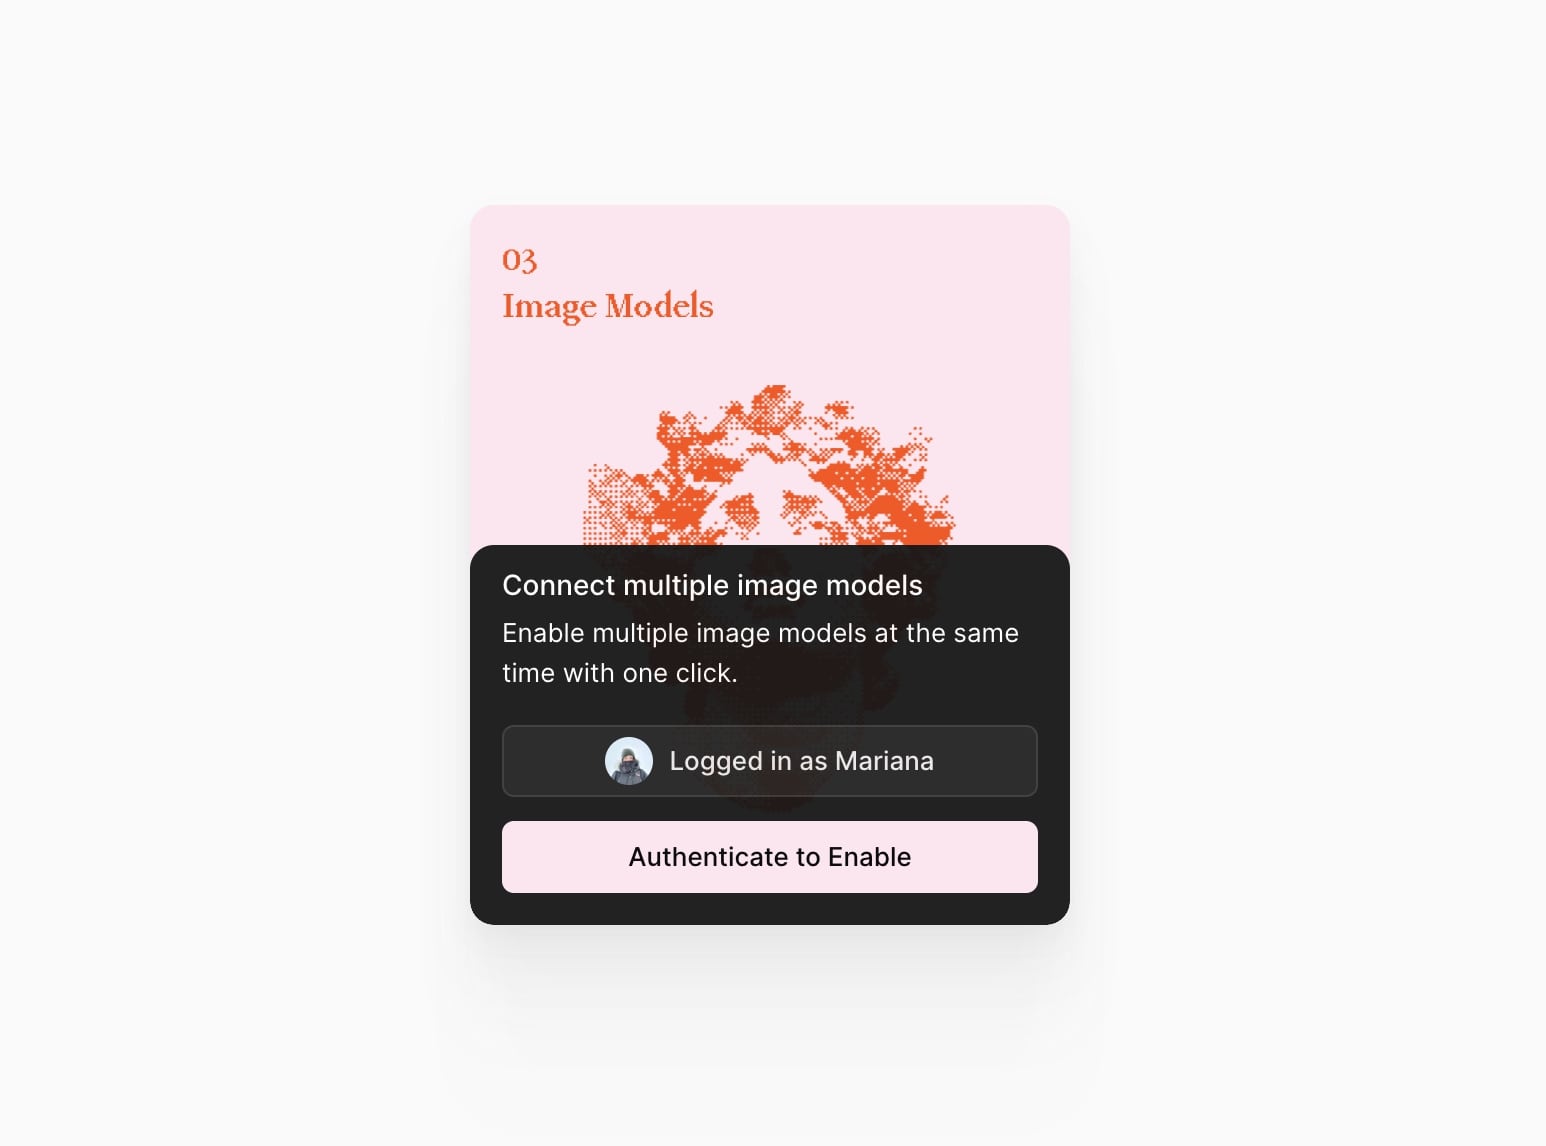 03
Image Models
Connect multiple image models
Enable multiple image models at the same
time with one click.
Logged in as Mariana
Authenticate to Enable